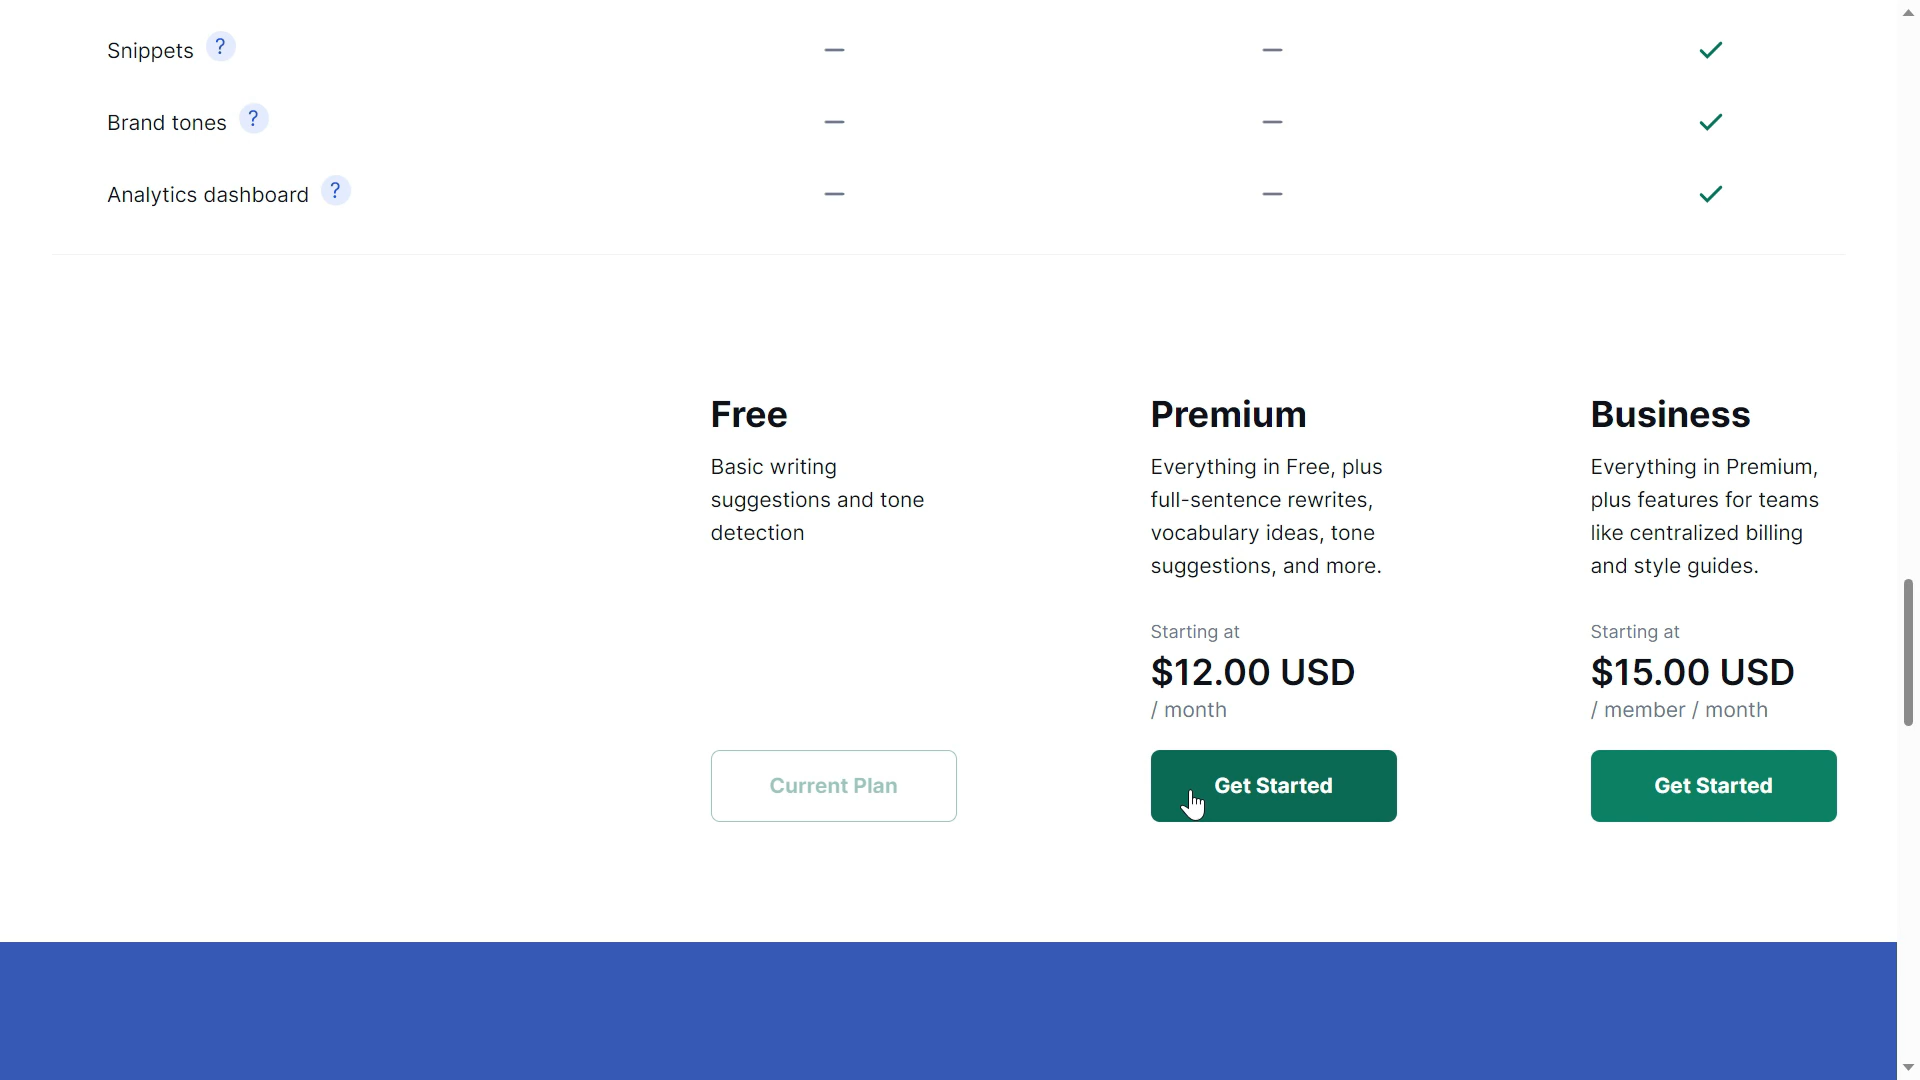 Snippets ?
Brand tones ?
Analytics dashboard ?
Free
Basic writing
suggestions and tone
detection
Current Plan
Premium
Everything in Free, plus
full-sentence rewrites,
vocabulary ideas, tone
suggestions, and more.
Starting at
$12.00 USD
/ month
Get Started
Business
Everything in Premium,
plus features for teams
like centralized billing
and style guides.
Starting at
$15.00 USD
/ member / month
Get Started